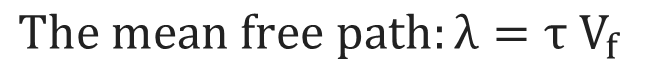 The mean free path: λ = τ V_f